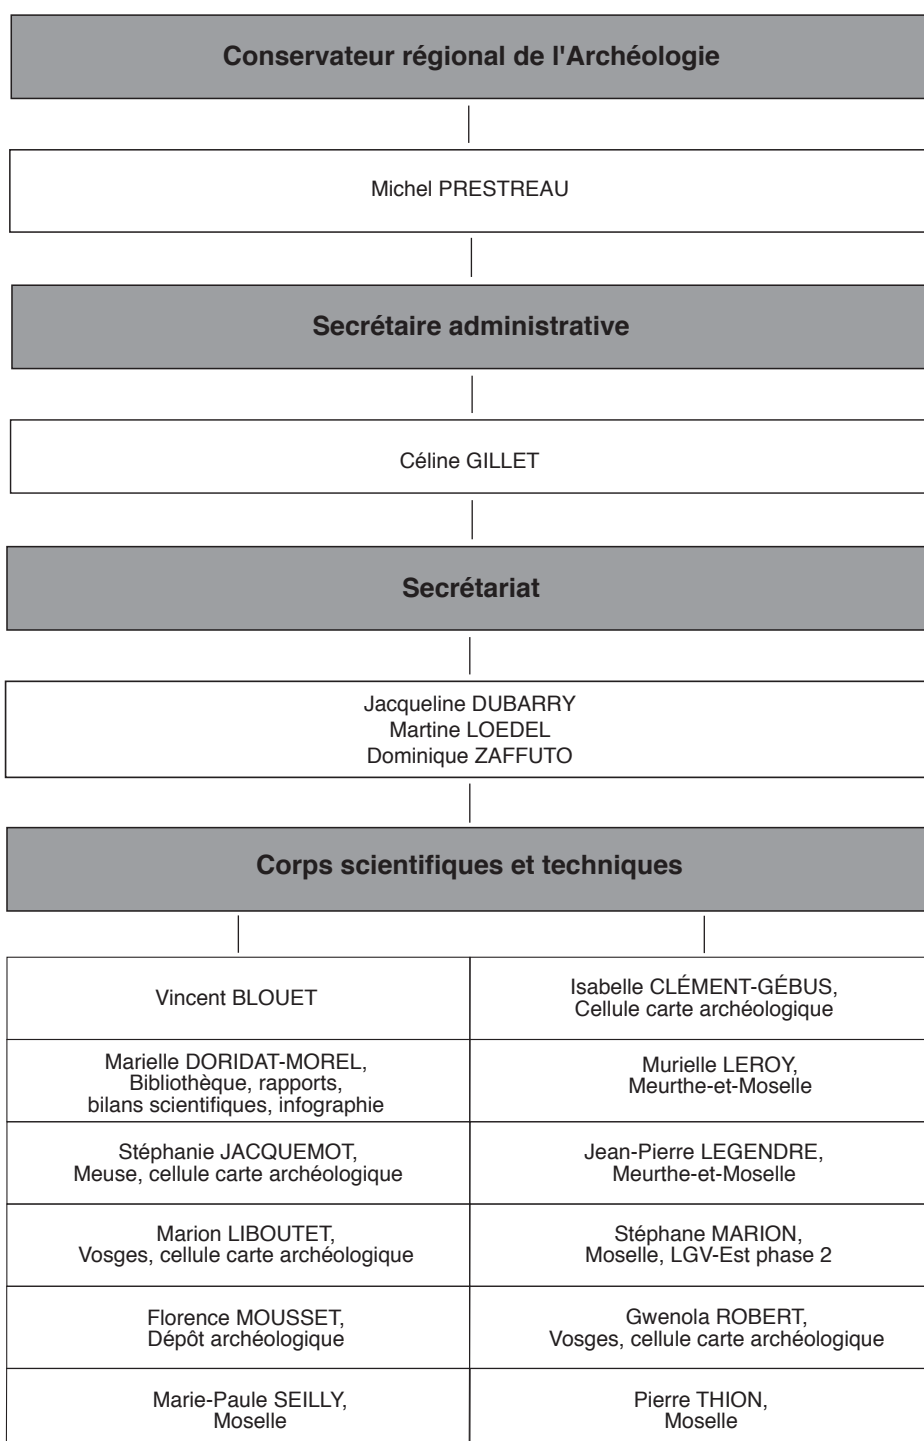 Conservateur régional de l'Archéologie
Michel PRESTREAU
Secrétaire administrative
Céline GILLET
Secrétariat
Jacqueline DUBARRY
Martine LOEDEL
Dominique ZAFFUTO
Corps scientifiques et techniques
Vincent BLOUET
Isabelle CLÉMENT-GÉBUS,
Cellule carte archéologique
Marielle DORIDAT-MOREL,
Bibliothèque, rapports,
bilans scientifiques, infographie
Murielle LEROY,
Meurthe-et-Moselle
Stéphanie JACQUEMOT,
Meuse, cellule carte archéologique
Jean-Pierre LEGENDRE,
Meurthe-et-Moselle
Marion LIBOUTET,
Vosges, cellule carte archéologique
Stéphane MARION,
Moselle, LGV-Est phase 2
Florence MOUSSET,
Dépôt archéologique
Gwenola ROBERT,
Vosges, cellule carte archéologique
Marie-Paule SEILLY,
Moselle
Pierre THION,
Moselle